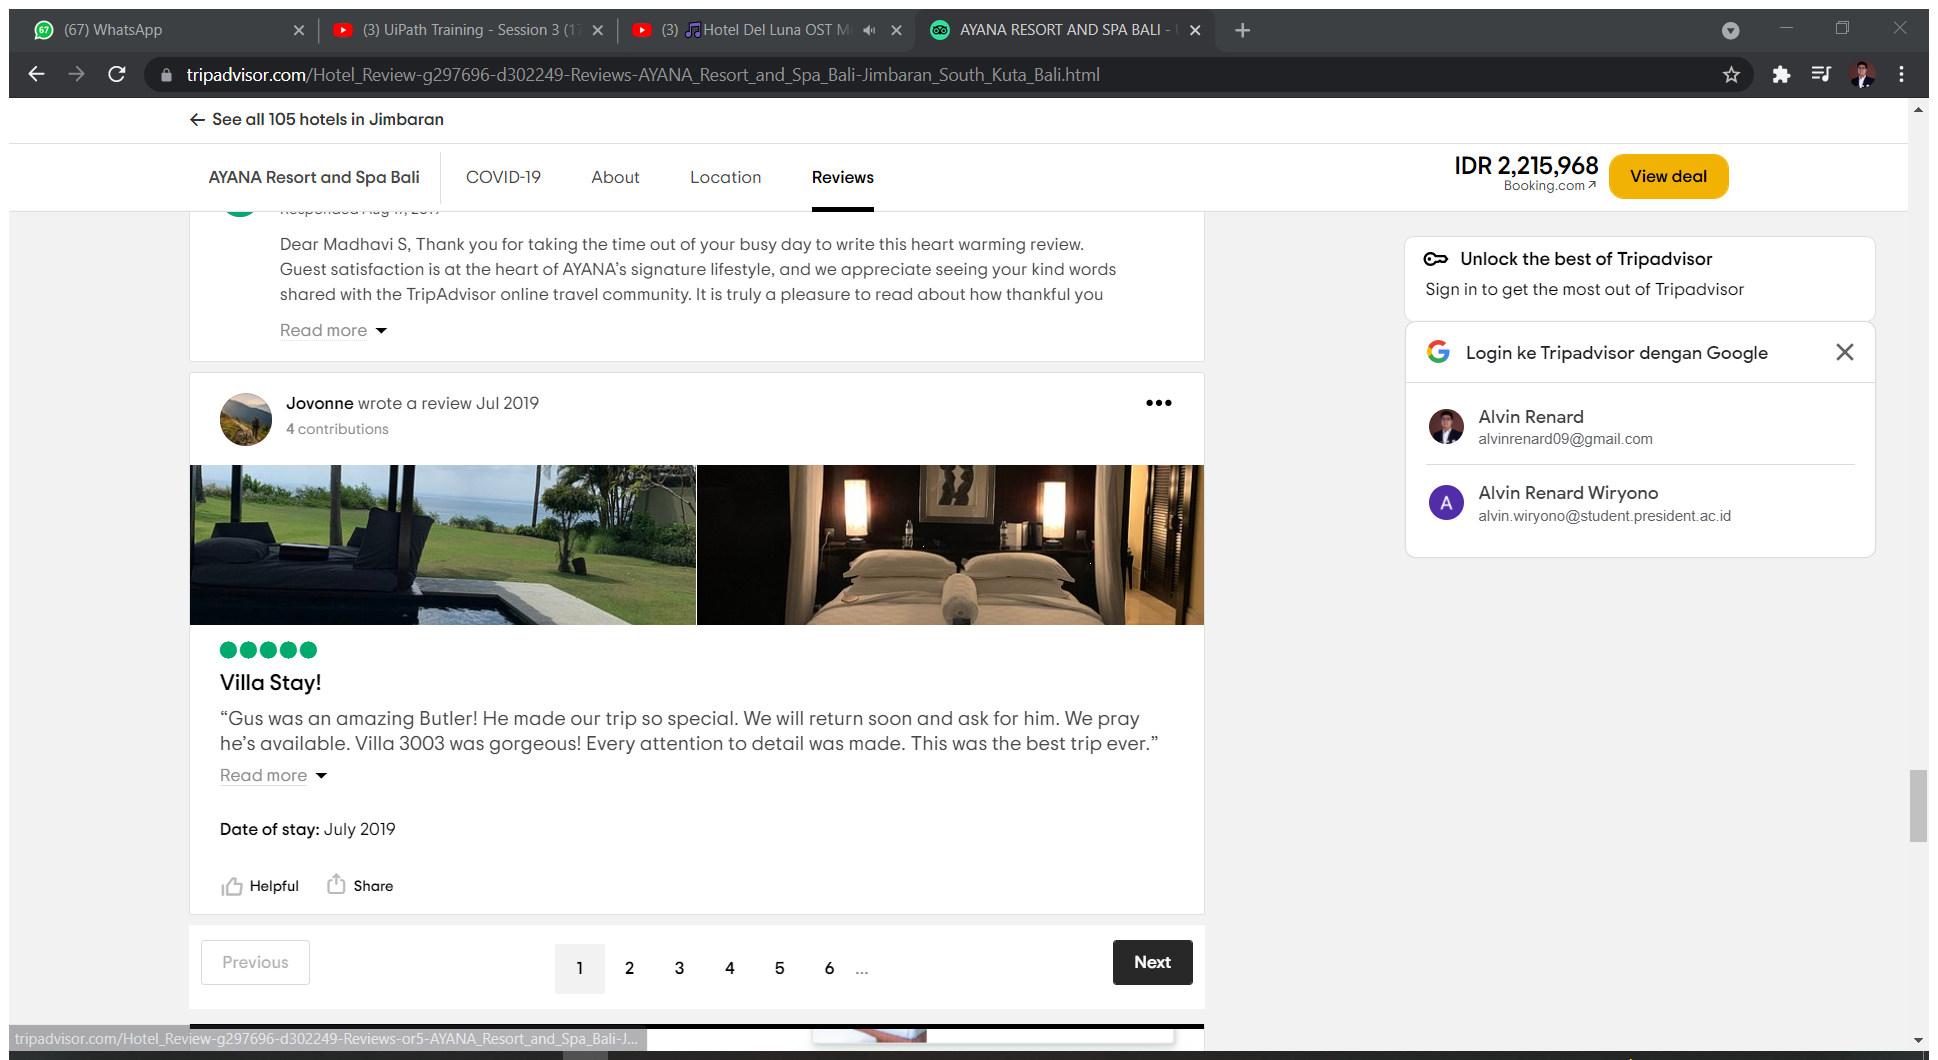 67
(67) WhatsApp
(3) UiPath Training - Session 3 (17
(3) 🎵Hotel Del Luna OST M
AYANA RESORT AND SPA BALI -
tripadvisor.com/Hotel_Review-g297696-d302249-Reviews-AYANA_Resort_and_Spa_Bali-Jimbaran_South_Kuta_Bali.html
See all 105 hotels in Jimbaran
AYANA Resort and Spa Bali
COVID-19
About
Location
Reviews
IDR 2,215,968
Booking.com
View deal
Responded Aug 17, 2019
Dear Madhavi S, Thank you for taking the time out of your busy day to write this heart warming review.
Guest satisfaction is at the heart of AYANA’s signature lifestyle, and we appreciate seeing your kind words
shared with the TripAdvisor online travel community. It is truly a pleasure to read about how thankful you
Read more
Jovonne wrote a review Jul 2019
4 contributions
Villa Stay!
“Gus was an amazing Butler! He made our trip so special. We will return soon and ask for him. We pray
he’s available. Villa 3003 was gorgeous! Every attention to detail was made. This was the best trip ever.”
Read more
Date of stay: July 2019
Helpful
Share
Previous
1 2 3 4 5 6 ...
Next
Unlock the best of Tripadvisor
Sign in to get the most out of Tripadvisor
Login ke Tripadvisor dengan Google
Alvin Renard
alvinrenard09@gmail.com
A
Alvin Renard Wiryono
alvin.wiryono@student.president.ac.id
tripadvisor.com/Hotel_Review-g297696-d302249-Reviews-or5-AYANA_Resort_and_Spa_Bali-J...